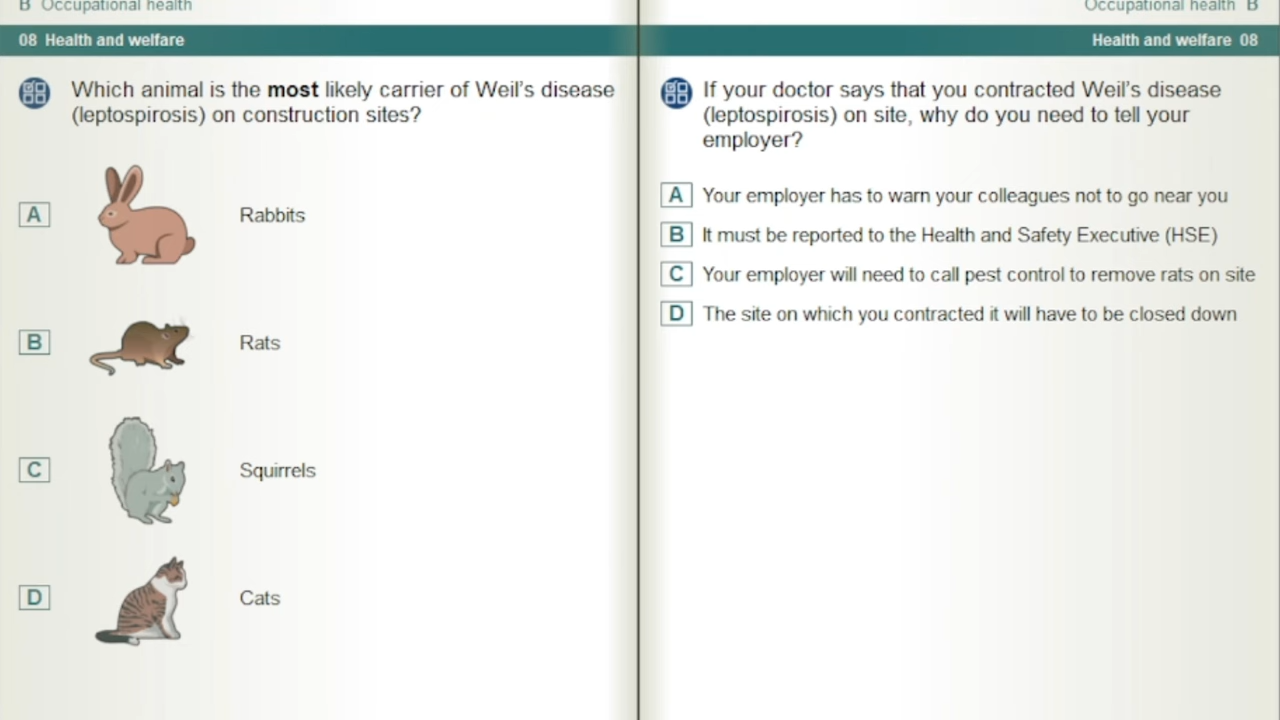 B Occupational health
08 Health and welfare
Which animal is the most likely carrier of Weil's disease
(leptospirosis) on construction sites?
A Rabbits
B Rats
C Squirrels
D Cats
Occupational health B
Health and welfare 08
If your doctor says that you contracted Weil's disease
(leptospirosis) on site, why do you need to tell your
employer?
A Your employer has to warn your colleagues not to go near you
B It must be reported to the Health and Safety Executive (HSE)
C Your employer will need to call pest control to remove rats on site
D The site on which you contracted it will have to be closed down